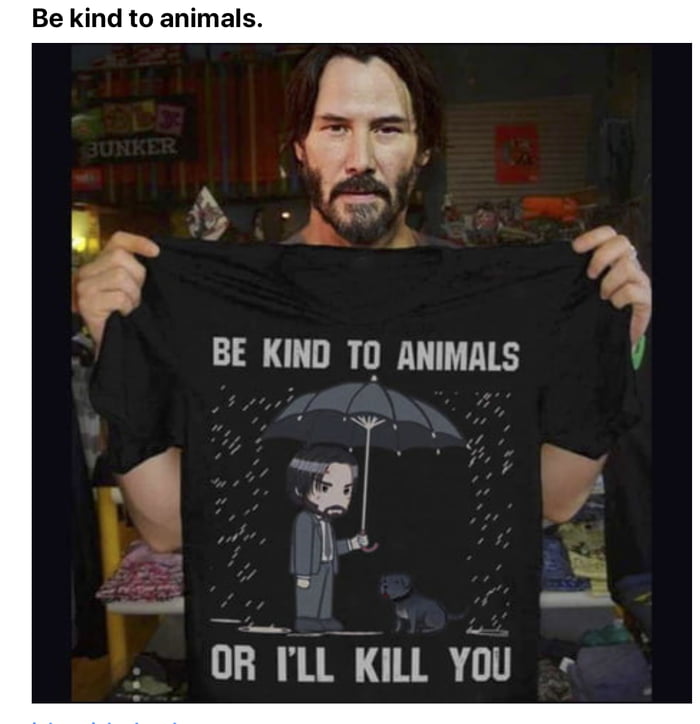 Be kind to animals.
BUNKER
BE KIND TO ANIMALS
OR I'LL KILL YOU